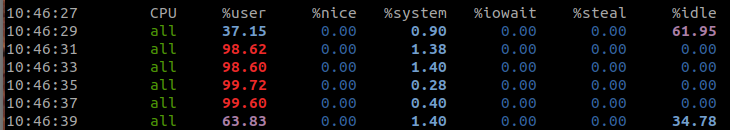 10:46:27 CPU %user %nice %system %iowait %steal %idle
10:46:29 all 37.15 0.00 0.90 0.00 0.00 61.95
10:46:31 all 98.62 0.00 1.38 0.00 0.00 0.00
10:46:33 all 98.60 0.00 1.40 0.00 0.00 0.00
10:46:35 all 99.72 0.00 0.28 0.00 0.00 0.00
10:46:37 all 99.60 0.00 0.40 0.00 0.00 0.00
10:46:39 all 63.83 0.00 1.40 0.00 0.00 34.78